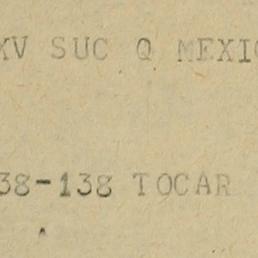 XV SUC Q MEXIC
38-138 TOCAR